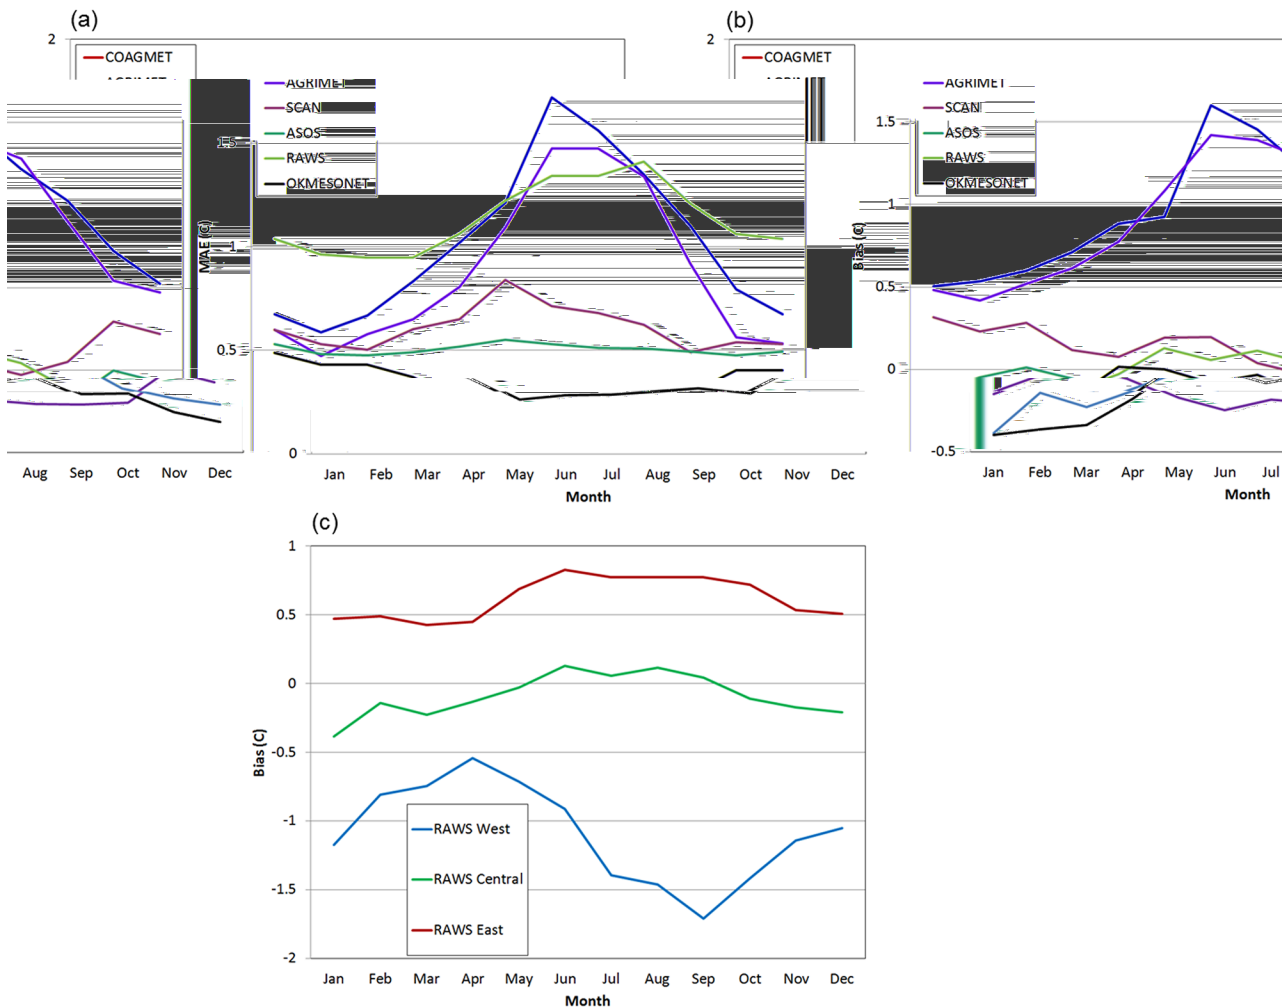 (a)
(b)
2
COAGMET
AGRIMET
SCAN
ASOS
RAWS
OKMESONET
1.5
1
0.5
0
MAE (C)
Aug Sep Oct Nov Dec
Jan Feb Mar Apr May Jun Jul Aug Sep Oct Nov Dec
Month
2
COAGMET
AGRIMET
SCAN
ASOS
RAWS
OKMESONET
1.5
1
0.5
0
-0.5
Bias (C)
Jan Feb Mar Apr May Jun Jul
Month
(c)
1
0.5
0
-0.5
-1
-1.5
-2
Bias (C)
RAWS West
RAWS Central
RAWS East
Jan Feb Mar Apr May Jun Jul Aug Sep Oct Nov Dec
Month